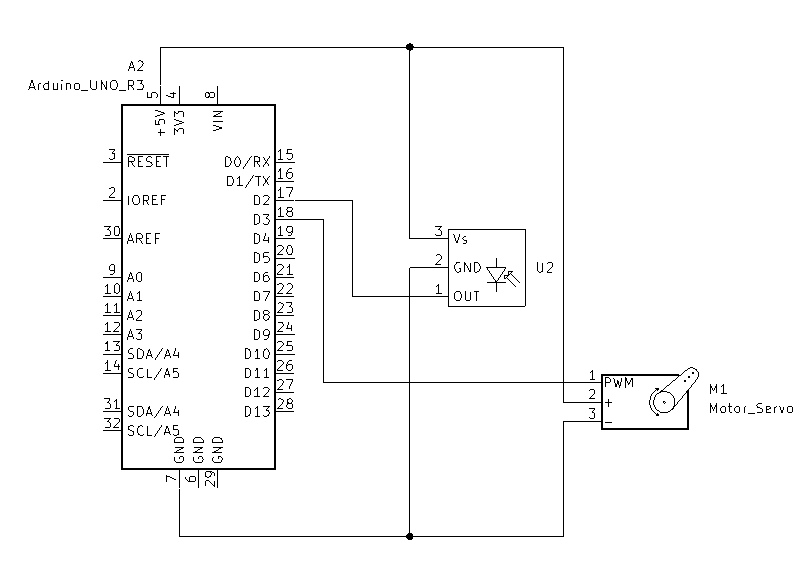 A2
Arduino_UNO_R3
5 4 8
+5V 3V3 VIN
3 RESET D0/RX 15
D1/TX 16
2 IOREF D2 17
D3 18
30 AREF D4 19
D5 20
9 A0 D6 21
10 A1 D7 22
11 A2 D8 23
12 A3 D9 24
13 SDA/A4 D10 25
14 SCL/A5 D11 26
D12 27
31 SDA/A4 D13 28
32 SCL/A5
GND GND GND
7 6 29
3 Vs
2 GND U2
1 OUT
1 PWM M1
2 +
Motor_Servo
3 −